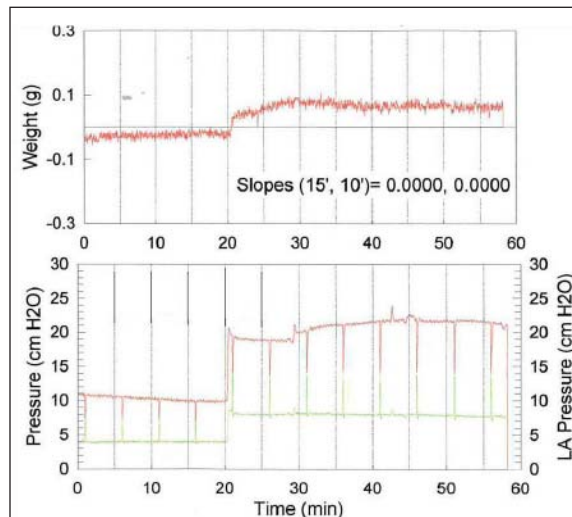 0.3
0.1
-0.1
-0.3
Weight (g)
Slopes (15', 10')= 0.0000, 0.0000
0 10 20 30 40 50 60
30 30
25 25
20 20
15 15
10 10
5 5
0 0
Pressure (cm H2O)
LA Pressure (cm H2O)
0 10 20 30 40 50 60
Time (min)